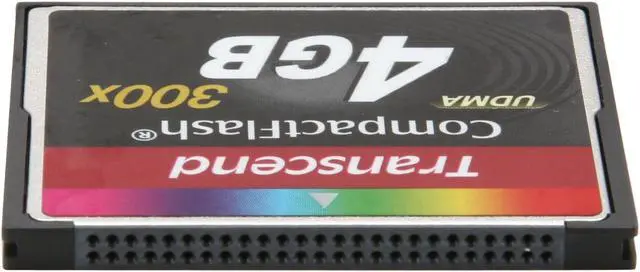 Transcend
CompactFlash®
UDMA 300x
4GB